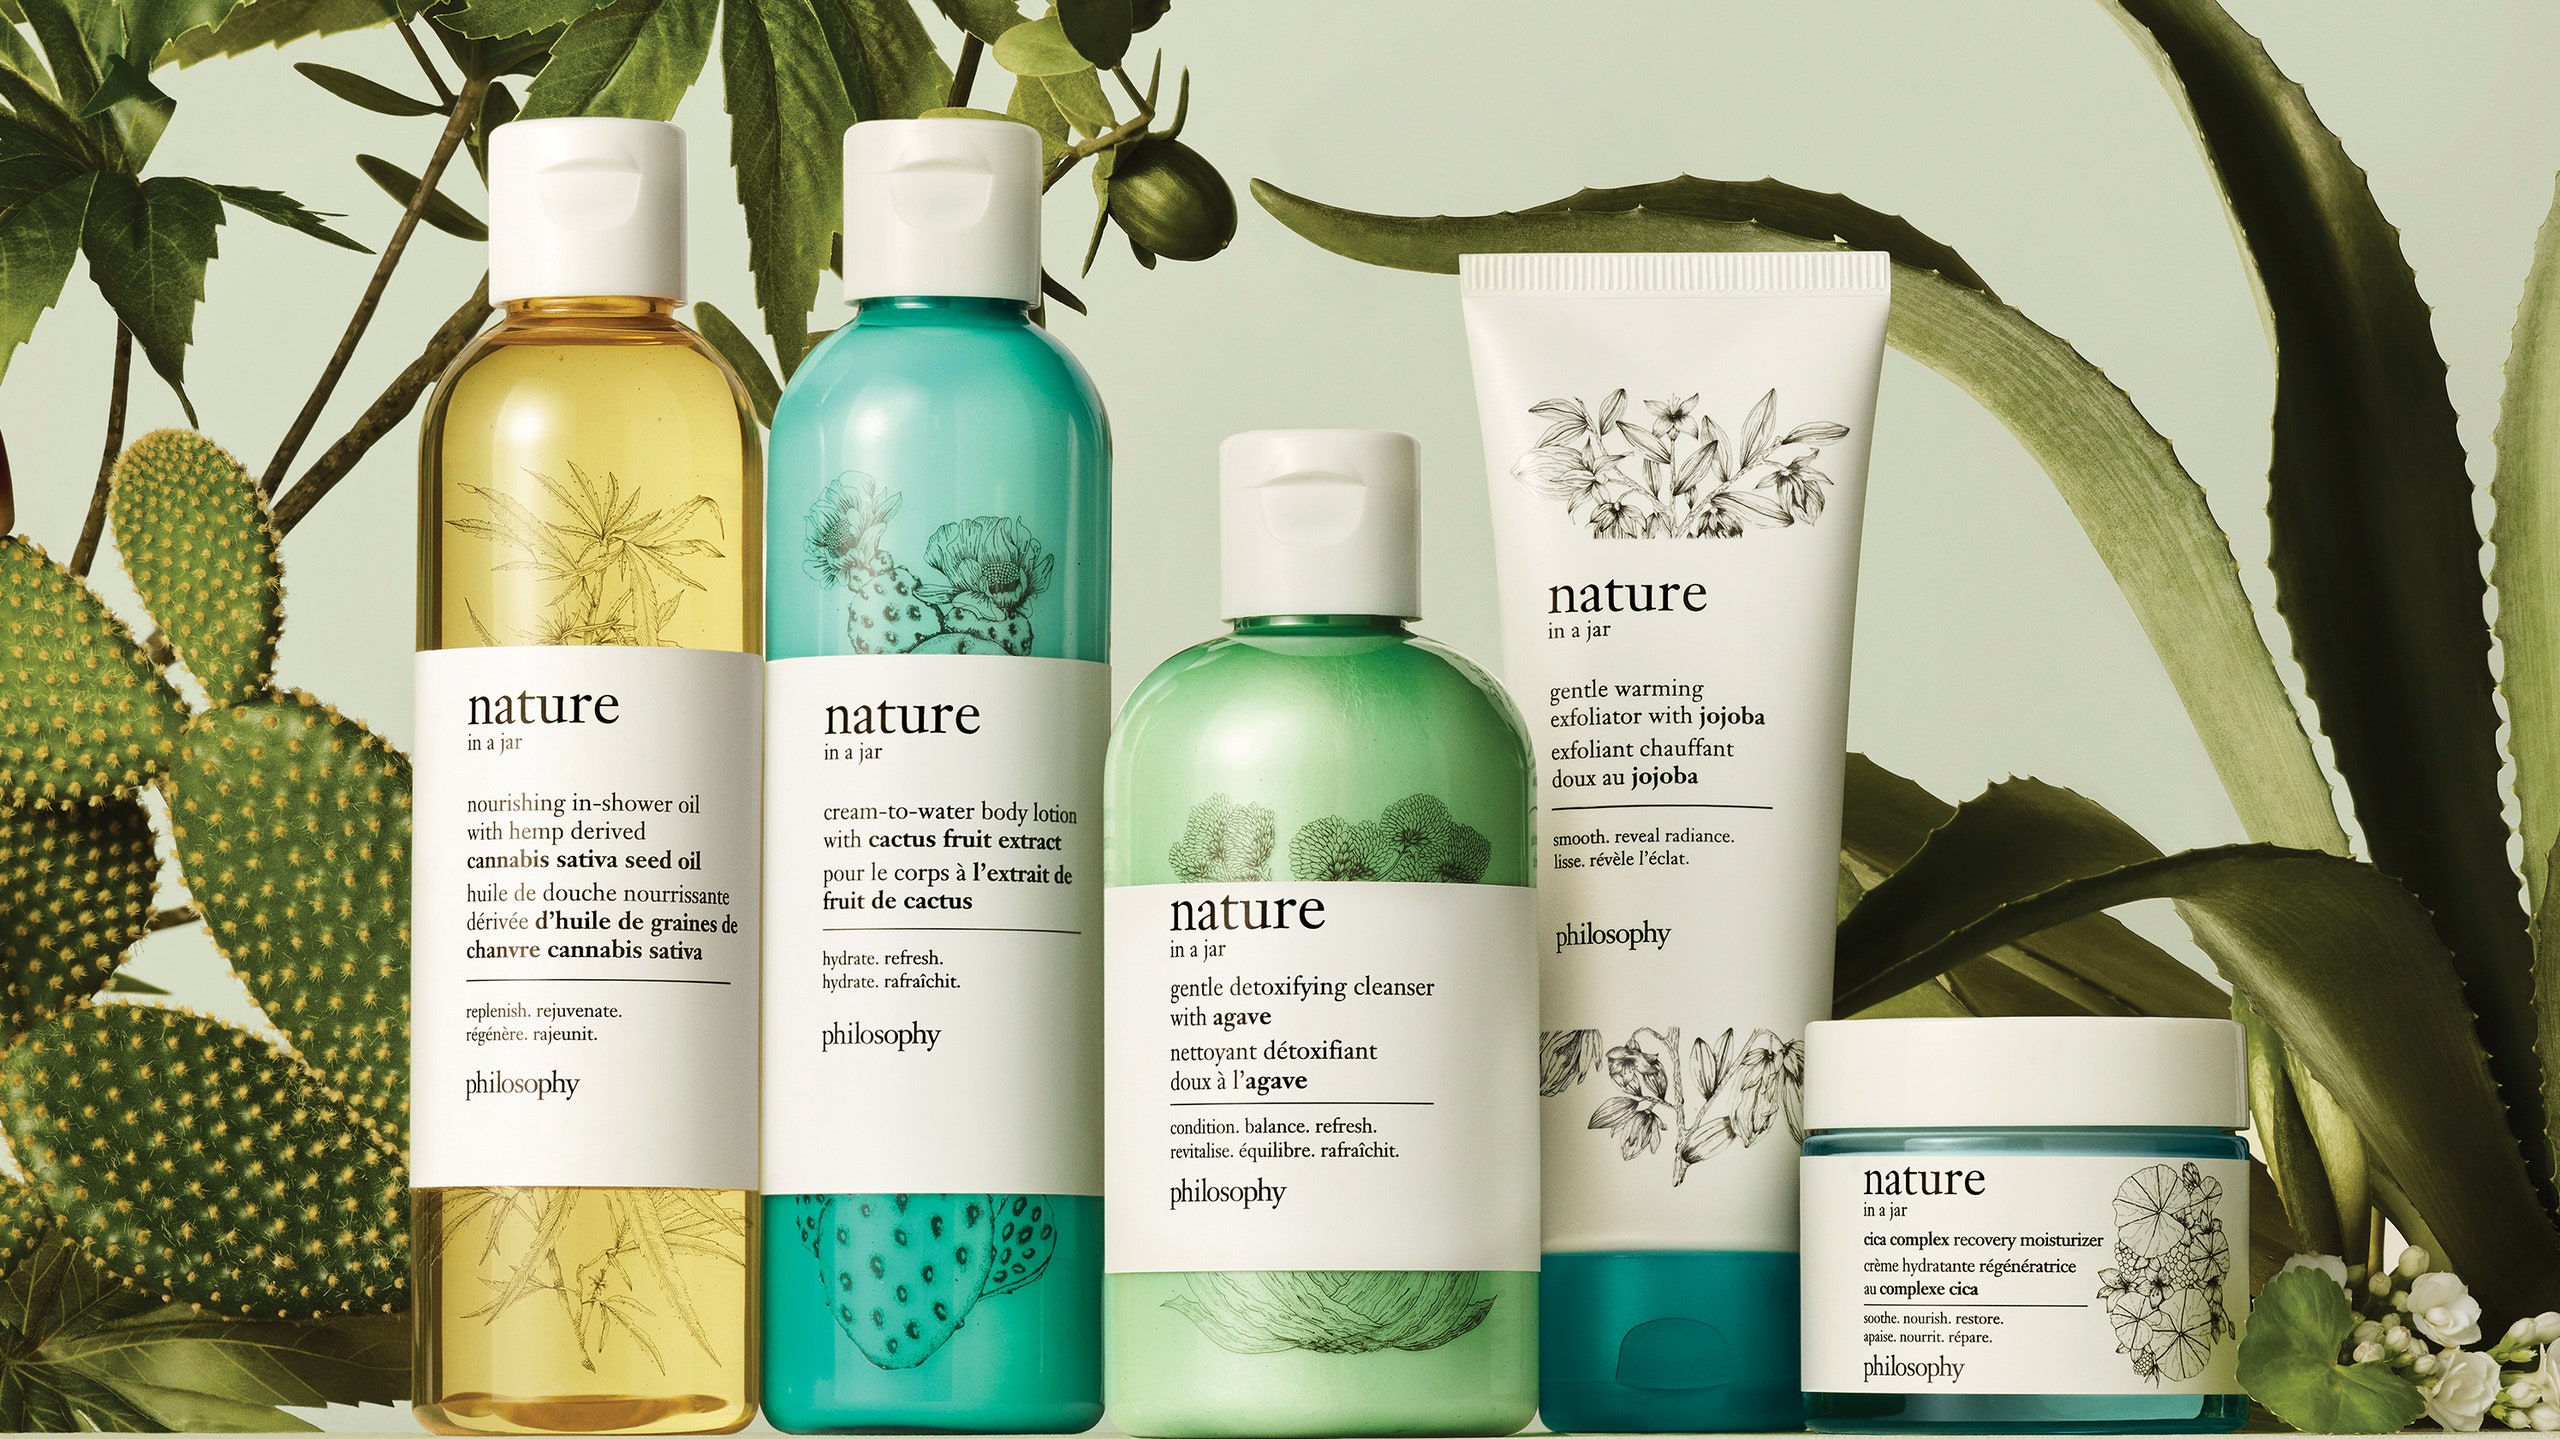 nature
in a jar
nourishing in-shower oil
with hemp derived
cannabis sativa seed oil
huile de douche nourrissante
dérivée d'huile de graines de
chanvre cannabis sativa
replenish. rejuvenate.
régénère. rajeunit.
philosophy
nature
in a jar
cream-to-water body lotion
with cactus fruit extract
pour le corps à l'extrait de
fruit de cactus
hydrate. refresh.
hydrate. rafraîchit.
philosophy
nature
in a jar
gentle detoxifying cleanser
with agave
nettoyant détoxifiant
doux à l'agave
condition. balance. refresh.
revitalise. équilibre. rafraîchit.
philosophy
nature
in a jar
gentle warming
exfoliator with jojoba
exfoliant chauffant
doux au jojoba
smooth. reveal radiance.
lisse. révèle l'éclat.
philosophy
nature
in a jar
cica complex recovery moisturizer
crème hydratante régénératrice
au complexe cica
soothe. nourish. restore.
apaise. nourrit. répare.
philosophy